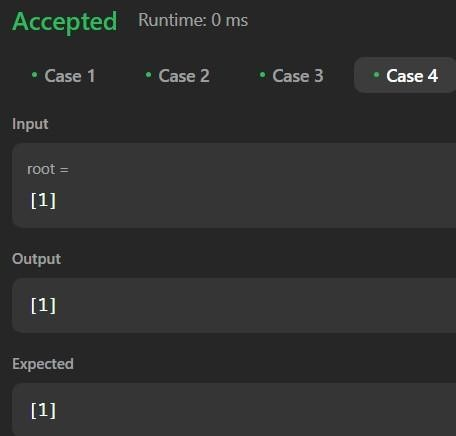 Accepted Runtime: 0 ms
• Case 1 • Case 2 • Case 3 • Case 4
Input
root =
[1]
Output
[1]
Expected
[1]